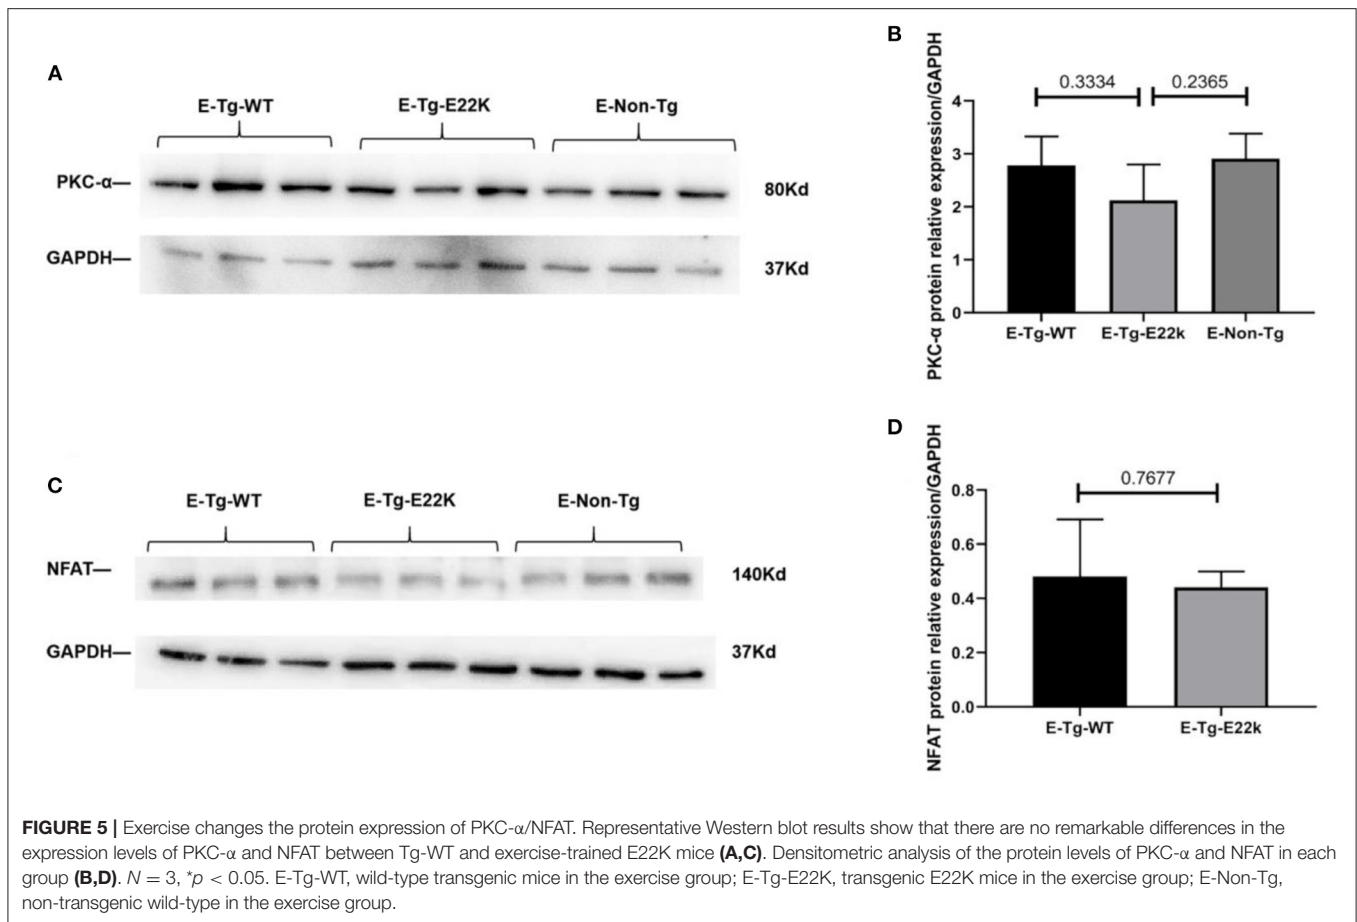 A
E-Tg-WT
E-Tg-E22K
E-Non-Tg
PKC-α—
80Kd
GAPDH—
37Kd
B
PKC-α protein relative expression/GAPDH
0.3334
0.2365
4
3
2
1
0
E-Tg-WT
E-Tg-E22k
E-Non-Tg
C
E-Tg-WT
E-Tg-E22K
E-Non-Tg
NFAT—
140Kd
GAPDH—
37Kd
D
NFAT protein relative expression/GAPDH
0.7677
0.8
0.6
0.4
0.2
0.0
E-Tg-WT
E-Tg-E22k
FIGURE 5 | Exercise changes the protein expression of PKC-α/NFAT. Representative Western blot results show that there are no remarkable differences in the
expression levels of PKC-α and NFAT between Tg-WT and exercise-trained E22K mice (A,C). Densitometric analysis of the protein levels of PKC-α and NFAT in each
group (B,D). N = 3, *p < 0.05. E-Tg-WT, wild-type transgenic mice in the exercise group; E-Tg-E22K, transgenic E22K mice in the exercise group; E-Non-Tg,
non-transgenic wild-type in the exercise group.